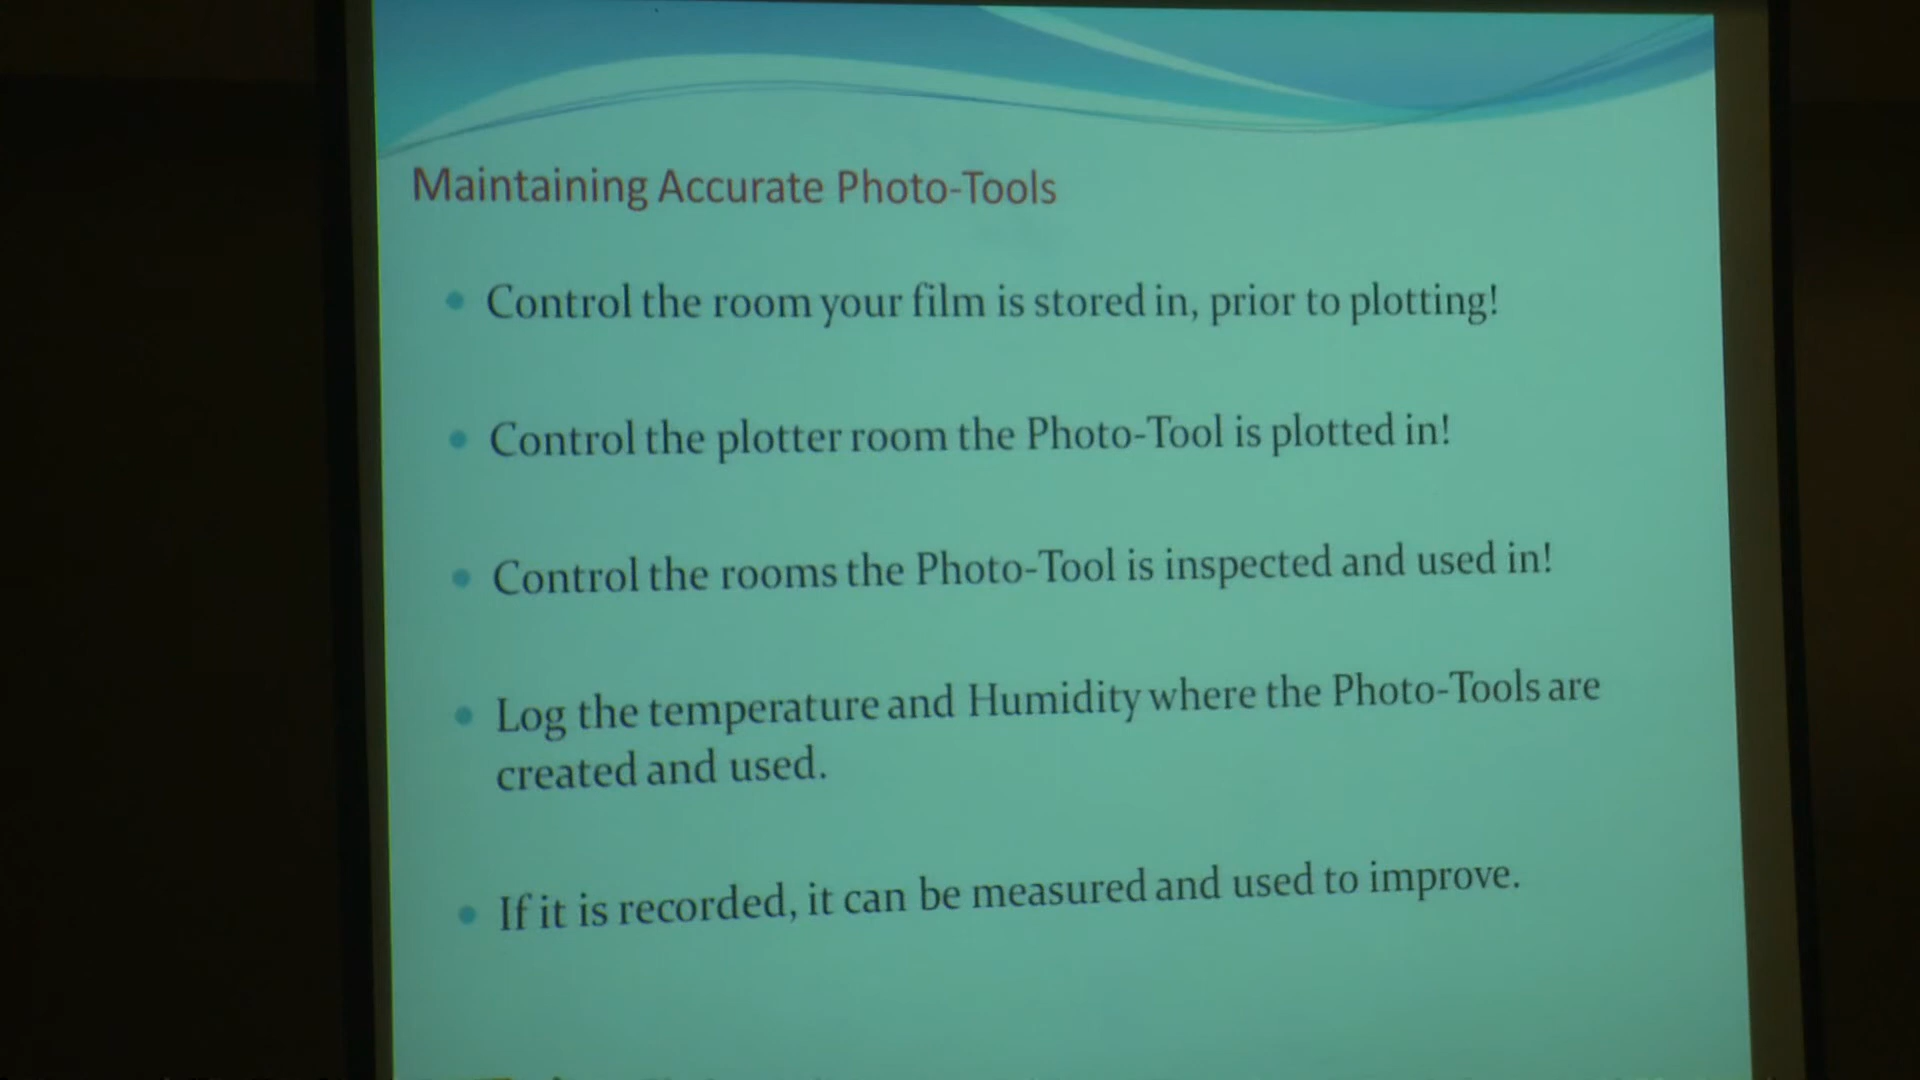 Maintaining Accurate Photo-Tools
Control the room your film is stored in, prior to plotting!
Control the plotter room the Photo-Tool is plotted in!
Control the rooms the Photo-Tool is inspected and used in!
Log the temperature and Humidity where the Photo-Tools are
created and used.
If it is recorded, it can be measured and used to improve.